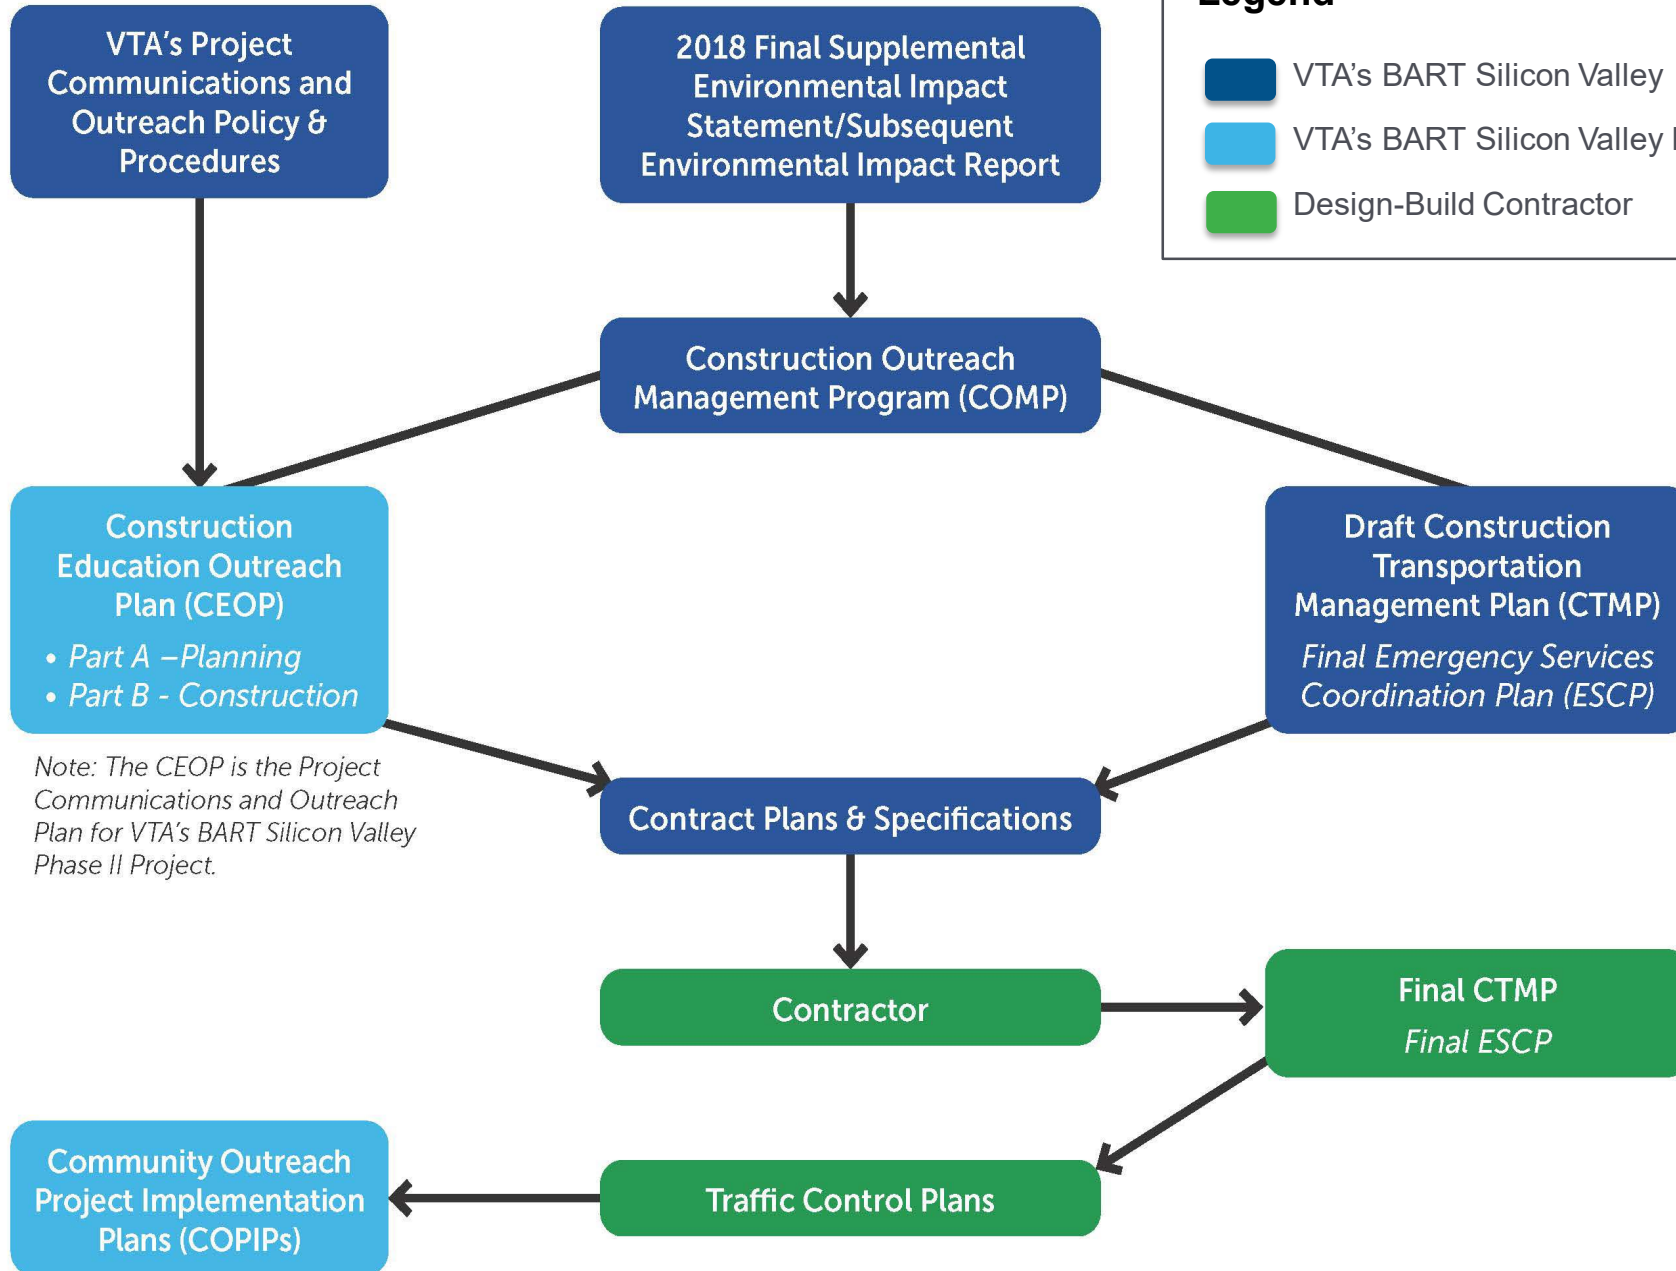 VTA's Project
Communications and
Outreach Policy &
Procedures
2018 Final Supplemental
Environmental Impact
Statement/Subsequent
Environmental Impact Report
Legend
VTA's BART Silicon Valley
VTA's BART Silicon Valley
Design-Build Contractor
Construction Outreach
Management Program (COMP)
Construction
Education Outreach
Plan (CEOP)
• Part A –Planning
• Part B - Construction
Draft Construction
Transportation
Management Plan (CTMP)
Final Emergency Services
Coordination Plan (ESCP)
Note: The CEOP is the Project
Communications and Outreach
Plan for VTA's BART Silicon Valley
Phase II Project.
Contract Plans & Specifications
Contractor
Final CTMP
Final ESCP
Community Outreach
Project Implementation
Plans (COPIPs)
Traffic Control Plans